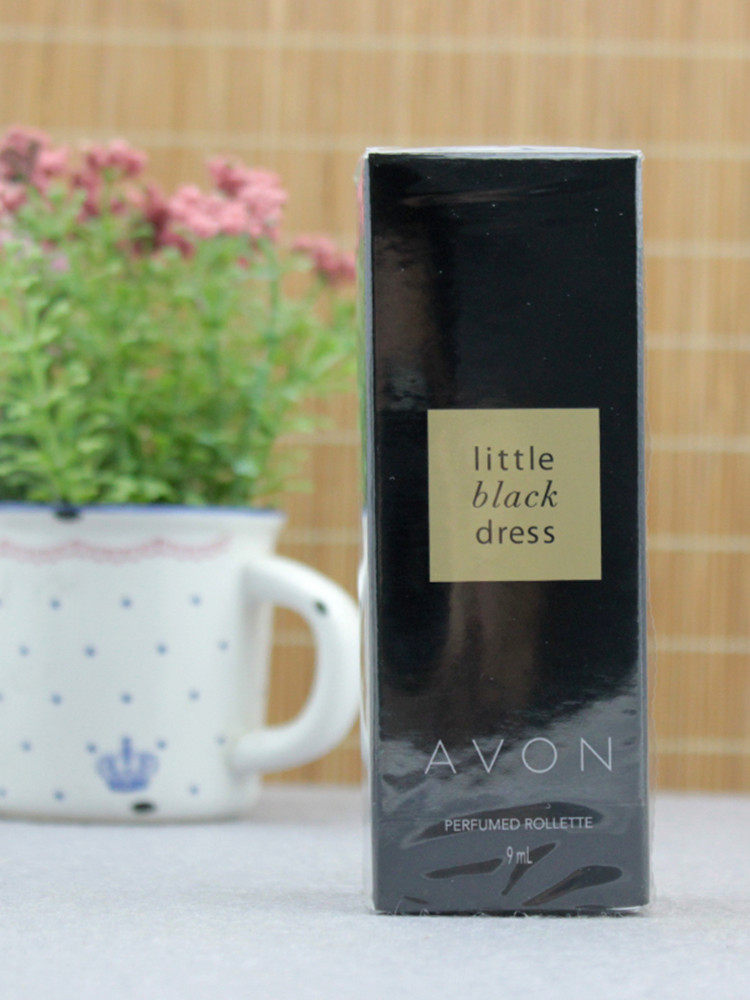 little
black
dress
AVON
PERFUMED ROLLETTE
9 mL